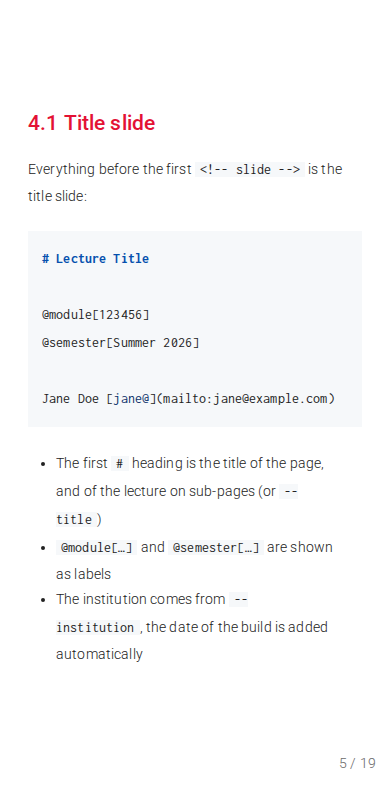 4.1 Title slide
Everything before the first <!-- slide --> is the
title slide:
# Lecture Title
@module[123456]
@semester[Summer 2026]
Jane Doe [jane@](mailto:jane@example.com)
• The first # heading is the title of the page,
and of the lecture on sub-pages (or --
title )
• @module[…] and @semester[…] are shown
as labels
• The institution comes from --
institution , the date of the build is added
automatically
5 / 19